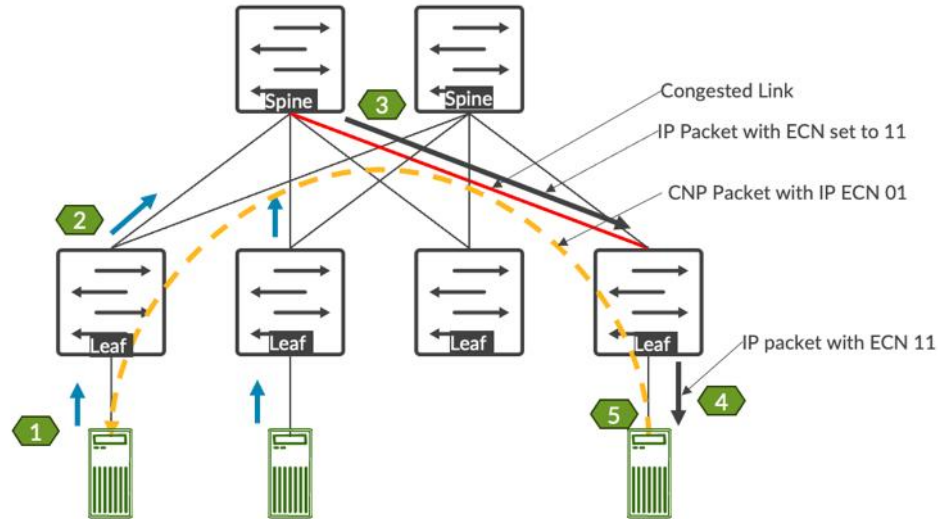 Spine
Spine
3
Congested Link
IP Packet with ECN set to 11
CNP Packet with IP ECN 01
2
Leaf
Leaf
Leaf
Leaf
IP packet with ECN 11
1
5
4